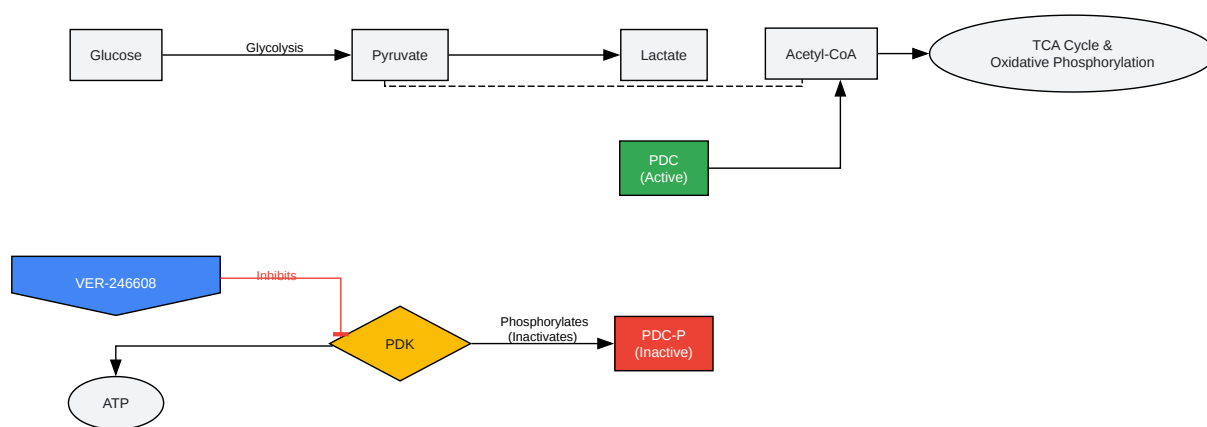 Glucose
Glycolysis
Pyruvate
Lactate
Acetyl-CoA
TCA Cycle &
Oxidative Phosphorylation
PDC
(Active)
VER-246608
Inhibits
PDK
Phosphorylates
(Inactivates)
PDC-P
(Inactive)
ATP